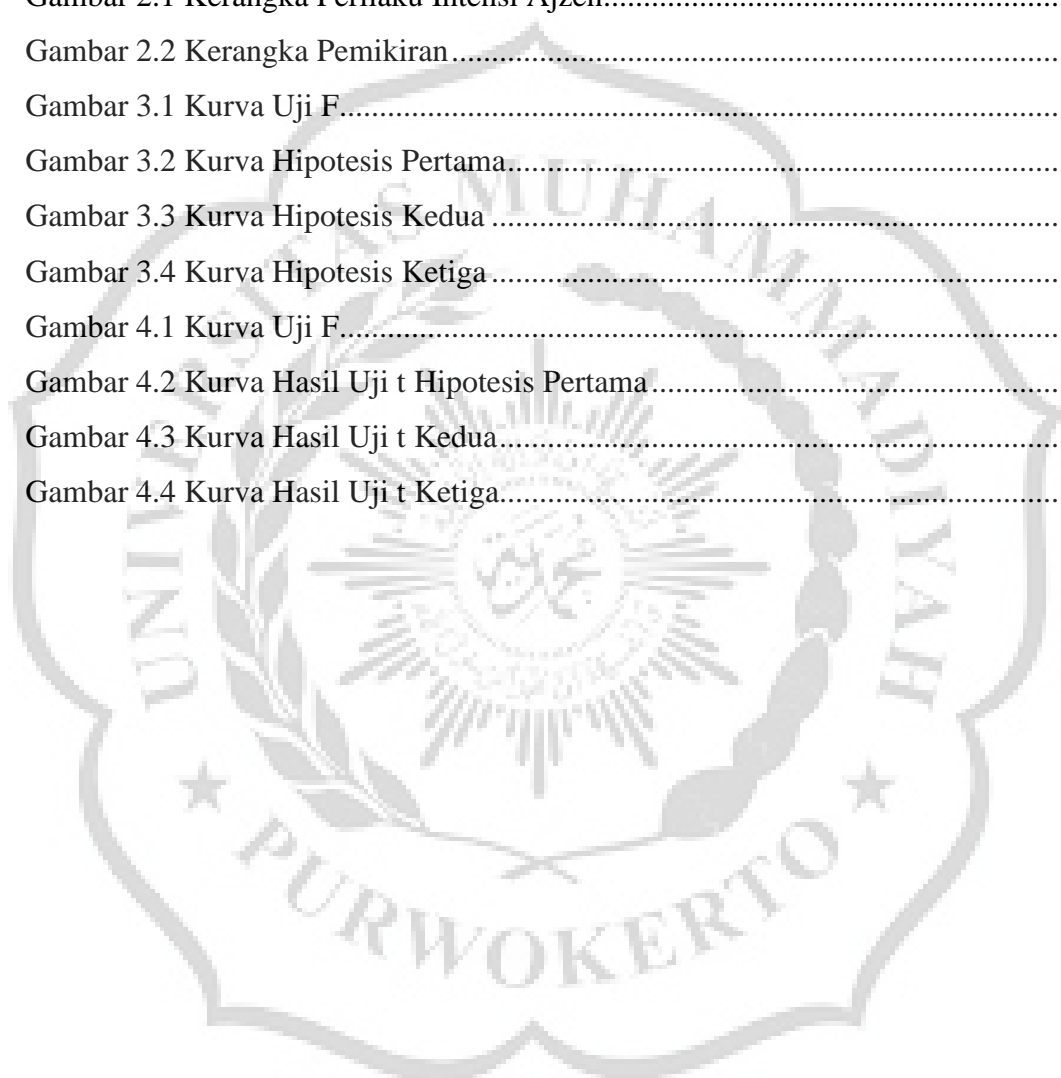 Gambar 2.1 Kerangka Perilaku Intensi Ajzen....................................................
Gambar 2.2 Kerangka Pemikiran........................................................................
Gambar 3.1 Kurva Uji F......................................................................................
Gambar 3.2 Kurva Hipotesis Pertama.................................................................
Gambar 3.3 Kurva Hipotesis Kedua ...................................................................
Gambar 3.4 Kurva Hipotesis Ketiga ...................................................................
Gambar 4.1 Kurva Uji F......................................................................................
Gambar 4.2 Kurva Hasil Uji t Hipotesis Pertama ................................................
Gambar 4.3 Kurva Hasil Uji t Kedua...................................................................
Gambar 4.4 Kurva Hasil Uji t Ketiga...................................................................
UNIVERSITAS MUHAMMADIYAH
PURWOKERTO